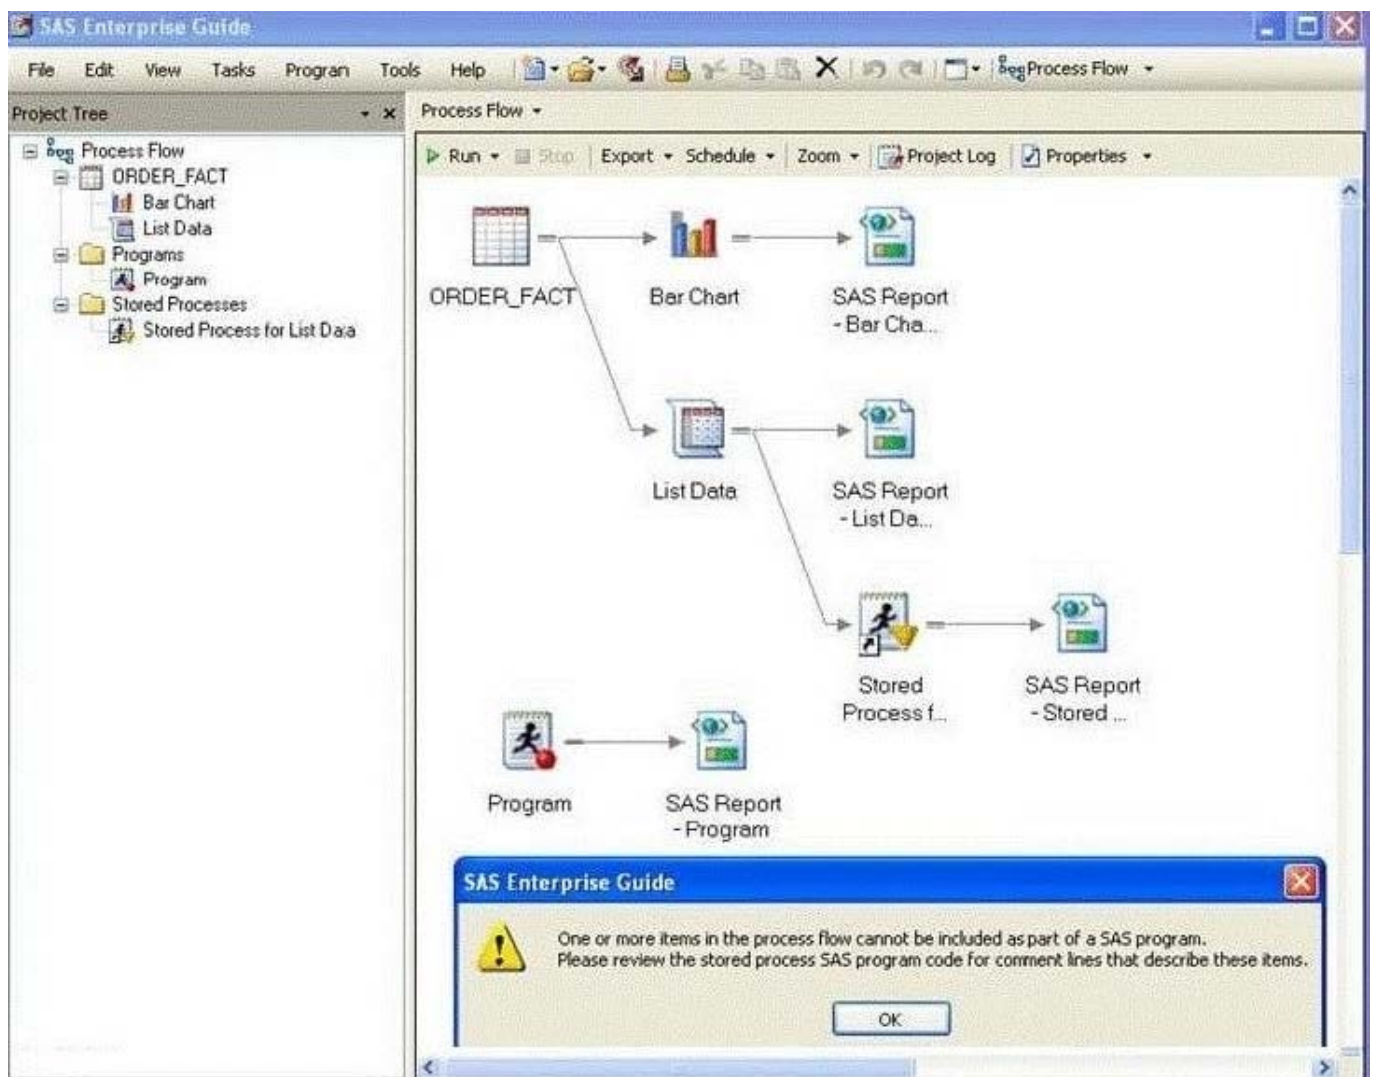 SAS Enterprise Guide
File Edit View Tasks Program Tools Help Process Flow
Project Tree
Process Flow
ORDER_FACT
Bar Chart
List Data
Programs
Program
Stored Processes
Stored Process for List Data
Process Flow
Run Stop Export Schedule Zoom Project Log Properties
ORDER_FACT
Bar Chart
SAS Report
- Bar Cha...
List Data
SAS Report
- List Da...
Stored
Process f...
SAS Report
- Stored ...
Program
SAS Report
- Program
SAS Enterprise Guide
One or more items in the process flow cannot be included as part of a SAS program.
Please review the stored process SAS program code for comment lines that describe these items.
OK